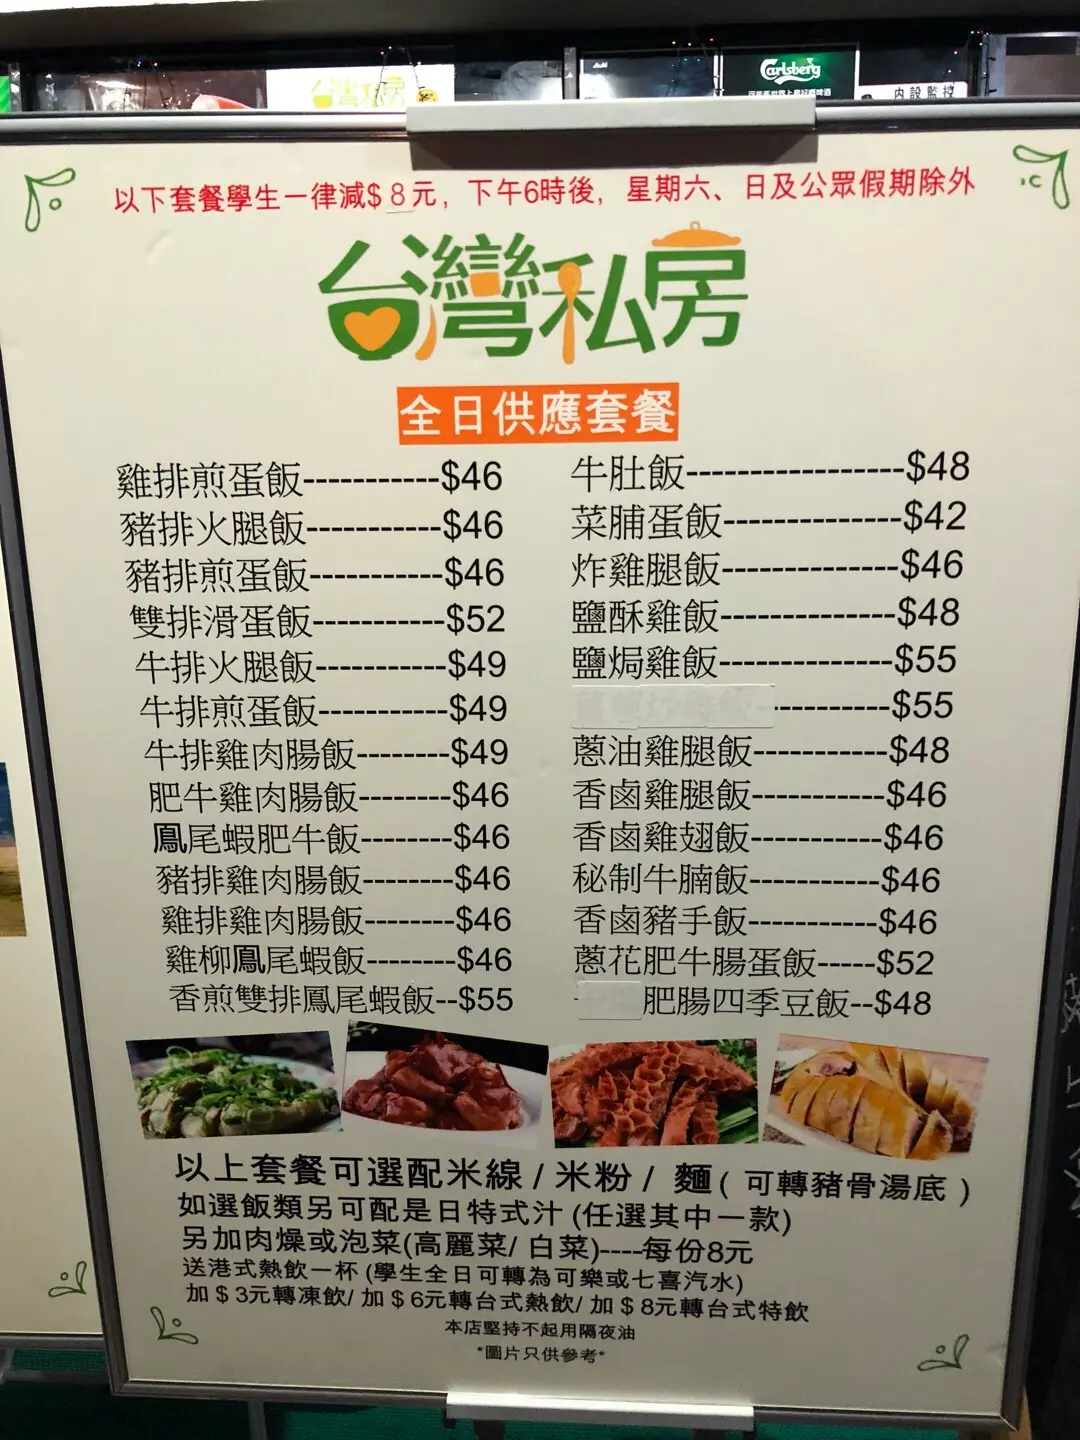 台灣私房
Carlsberg
內設監控
以下套餐學生一律減$8元，下午6時後，星期六、日及公眾假期除外
台灣私房
全日供應套餐
雞排煎蛋飯-----------$46
豬排火腿飯-----------$46
豬排煎蛋飯-----------$46
雙排滑蛋飯-----------$52
牛排火腿飯-----------$49
牛排煎蛋飯-----------$49
牛排雞肉腸飯--------$49
肥牛雞肉腸飯--------$46
鳳尾蝦肥牛飯--------$46
豬排雞肉腸飯--------$46
雞排雞肉腸飯--------$46
雞柳鳳尾蝦飯--------$46
香煎雙排鳳尾蝦飯--$55
牛肚飯-----------------$48
菜脯蛋飯--------------$42
炸雞腿飯--------------$46
鹽酥雞飯--------------$48
鹽焗雞飯--------------$55
---------$55
蔥油雞腿飯-----------$48
香鹵雞腿飯-----------$46
香鹵雞翅飯-----------$46
秘制牛腩飯-----------$46
香鹵豬手飯-----------$46
蔥花肥牛腸蛋飯-----$52
肥腸四季豆飯--$48
以上套餐可選配米線 / 米粉 / 麵 ( 可轉豬骨湯底 )
如選飯類另可配是日特式汁 (任選其中一款)
另加肉燥或泡菜(高麗菜/ 白菜)----每份8元
送港式熱飲一杯 (學生全日可轉為可樂或七喜汽水)
加＄3元轉凍飲/ 加＄6元轉台式熱飲/ 加＄8元轉台式特飲
本店堅持不起用隔夜油
*圖片只供參考*